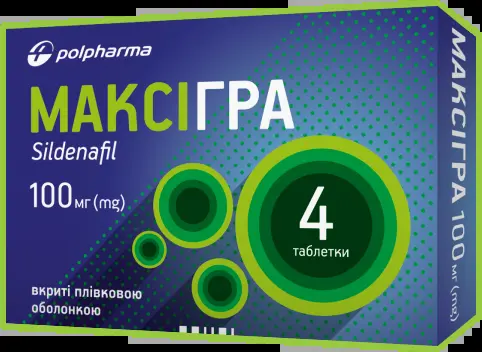 polpharma
МАКСІГРА
Sildenafil
100 мг (mg)
4
таблетки
вкриті плівковою
оболонкою
МАКСІГРА 100 мг (mg)